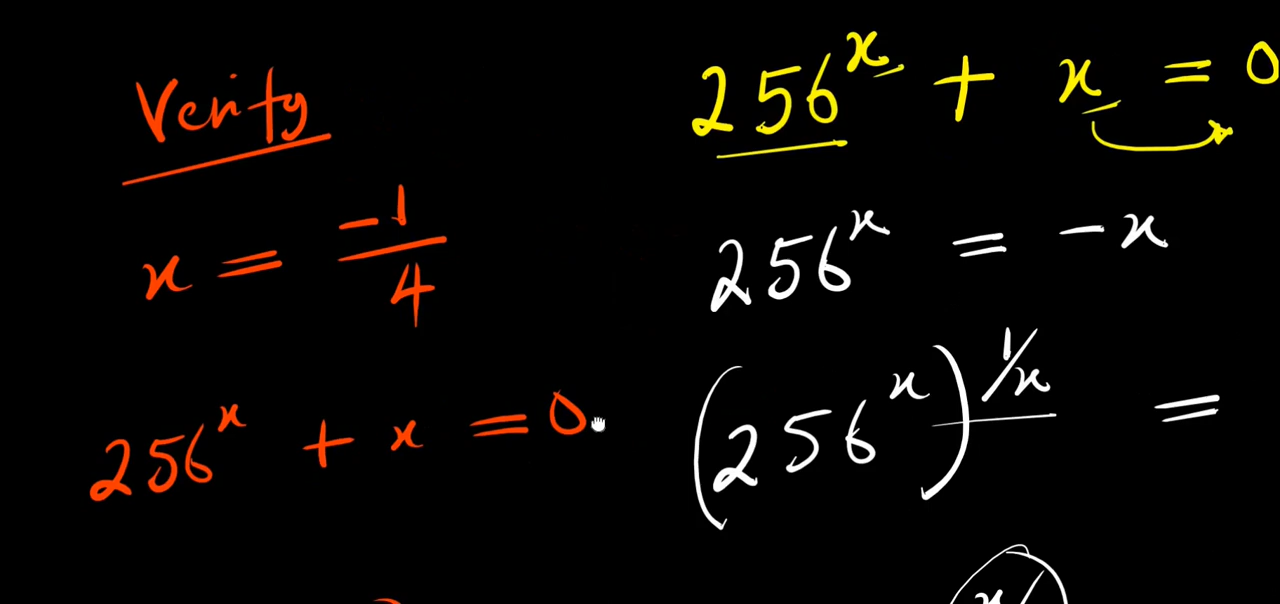 Verify
x = -1/4
256^x + x = 0
256^x + x = 0
256^x = -x
(256^x)^1/x =